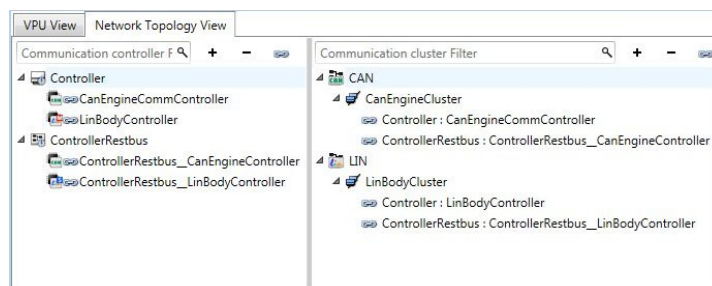 VPU View Network Topology View
Communication controller F
Communication cluster Filter
Controller
CanEngineCommController
LinBodyController
ControllerRestbus
ControllerRestbus__CanEngineController
ControllerRestbus__LinBodyController
CAN
CanEngineCluster
Controller : CanEngineCommController
ControllerRestbus : ControllerRestbus__CanEngineController
LIN
LinBodyCluster
Controller : LinBodyController
ControllerRestbus : ControllerRestbus__LinBodyController